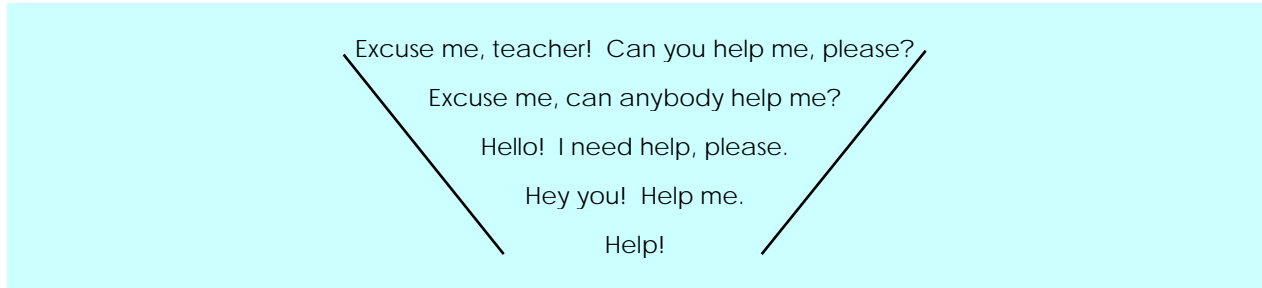 Excuse me, teacher!  Can you help me, please?
Excuse me, can anybody help me?
Hello!  I need help, please.
Hey you!  Help me.
Help!